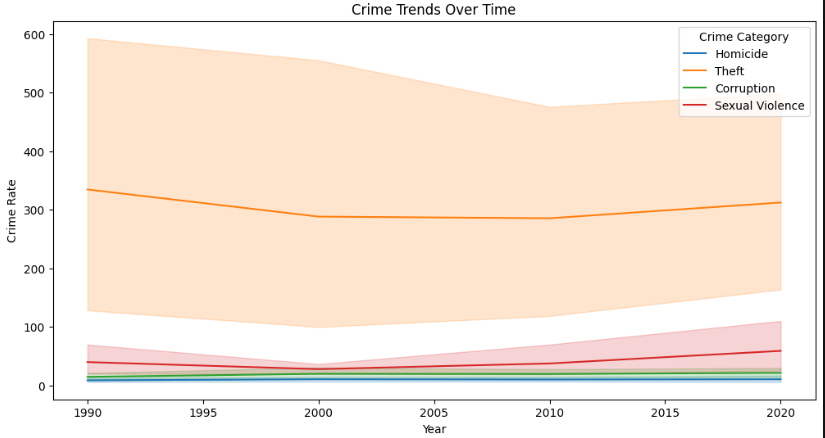 Crime Trends Over Time
Crime Category
Homicide
Theft
Corruption
Sexual Violence
Crime Rate
600
500
400
300
200
100
0
1990 1995 2000 2005 2010 2015 2020
Year